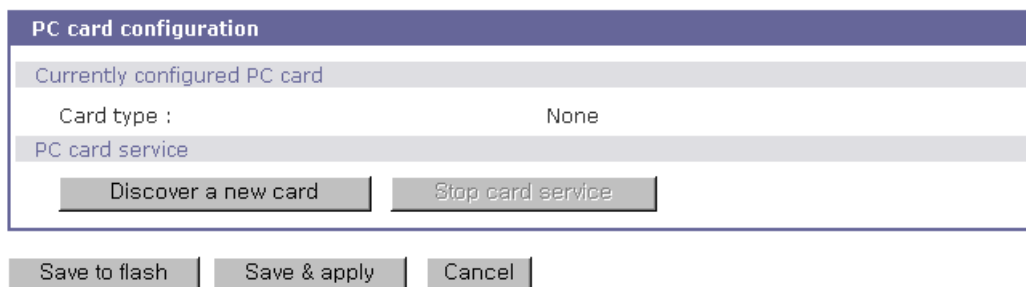 PC card configuration
Currently configured PC card
Card type : None
PC card service
Discover a new card Stop card service
Save to flash Save & apply Cancel